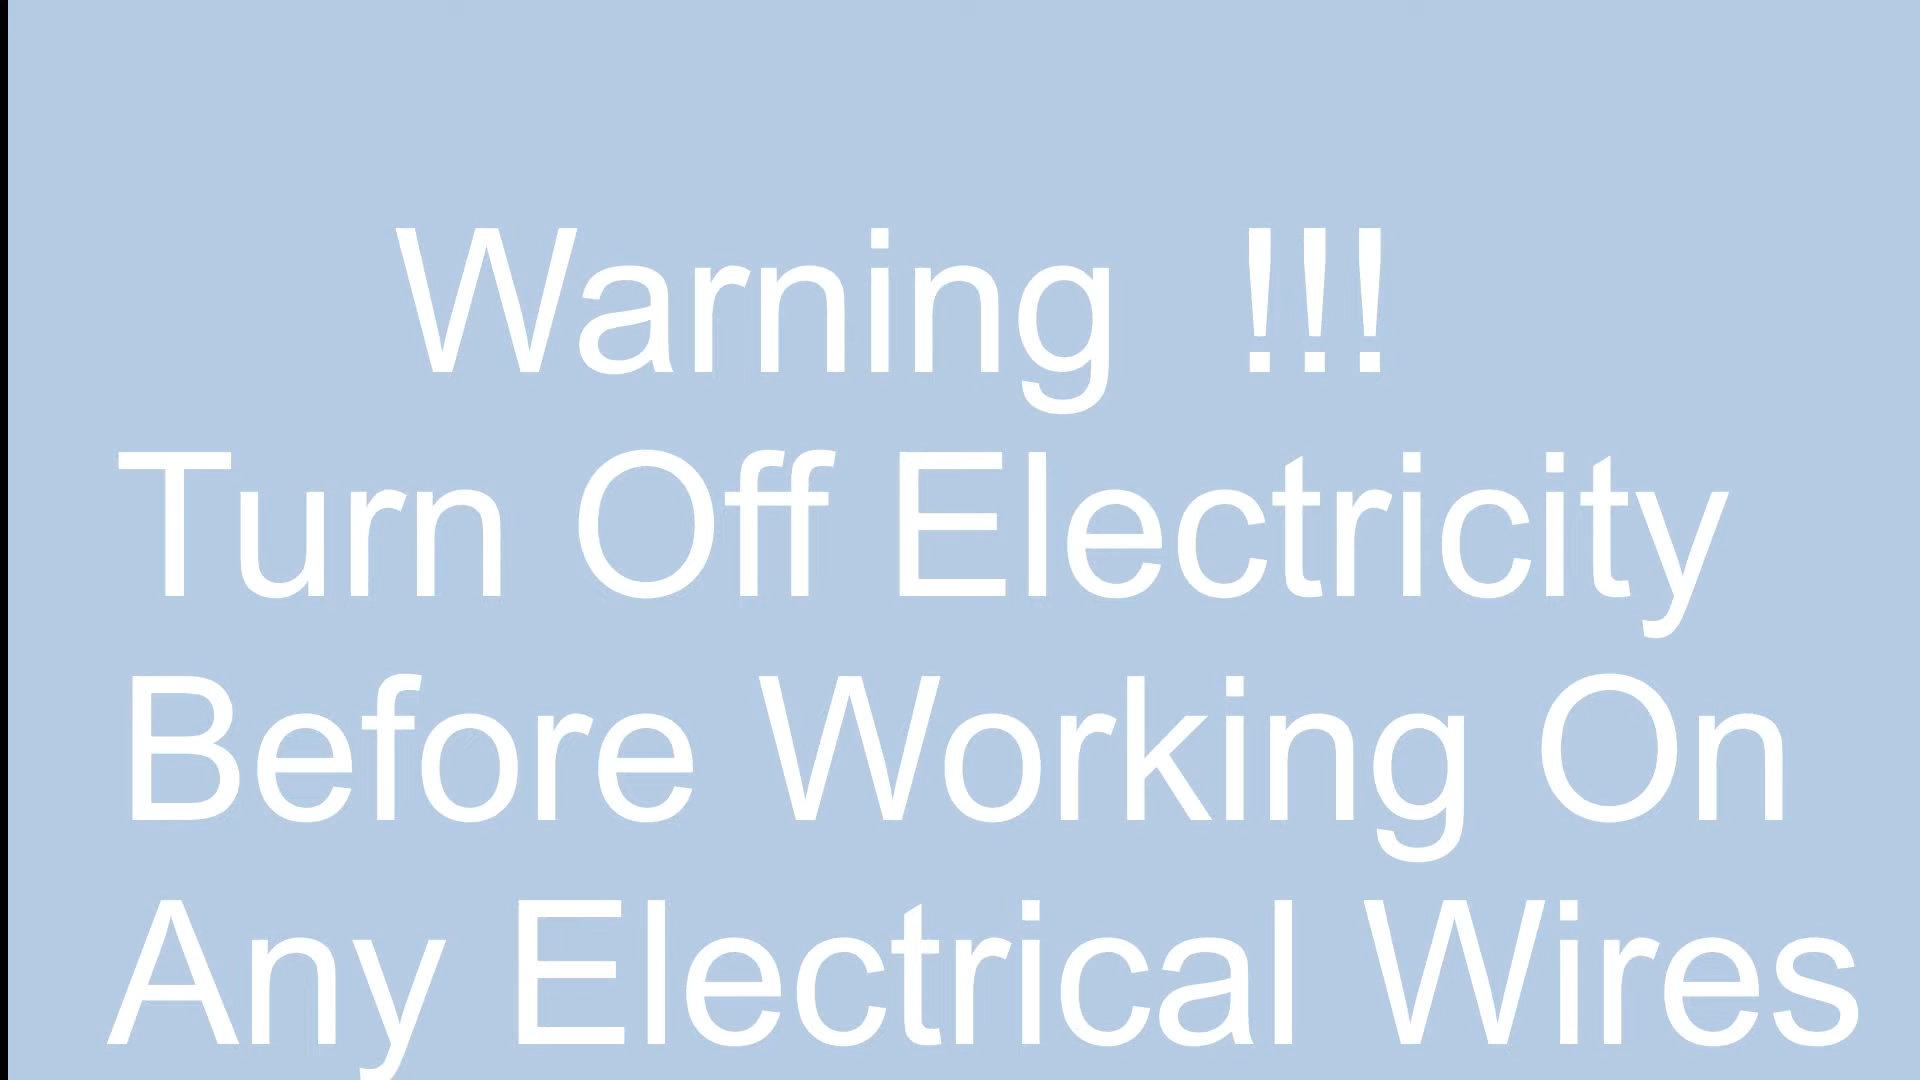 Warning  !!!
Turn Off Electricity
Before Working On
Any Electrical Wires